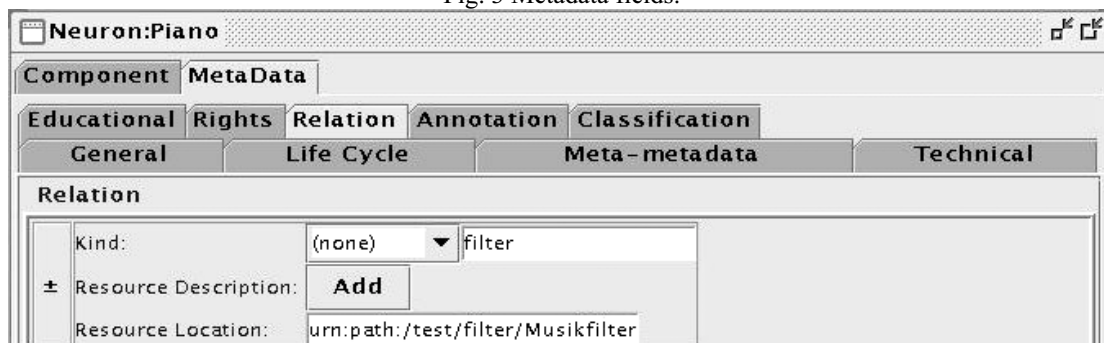 Fig. 3 Metadata fields.
Neuron:Piano
Component MetaData
Educational Rights Relation Annotation Classification
General Life Cycle Meta-metadata Technical
Relation
Kind: (none) filter
± Resource Description: Add
Resource Location: urn:path:/test/filter/Musikfilter